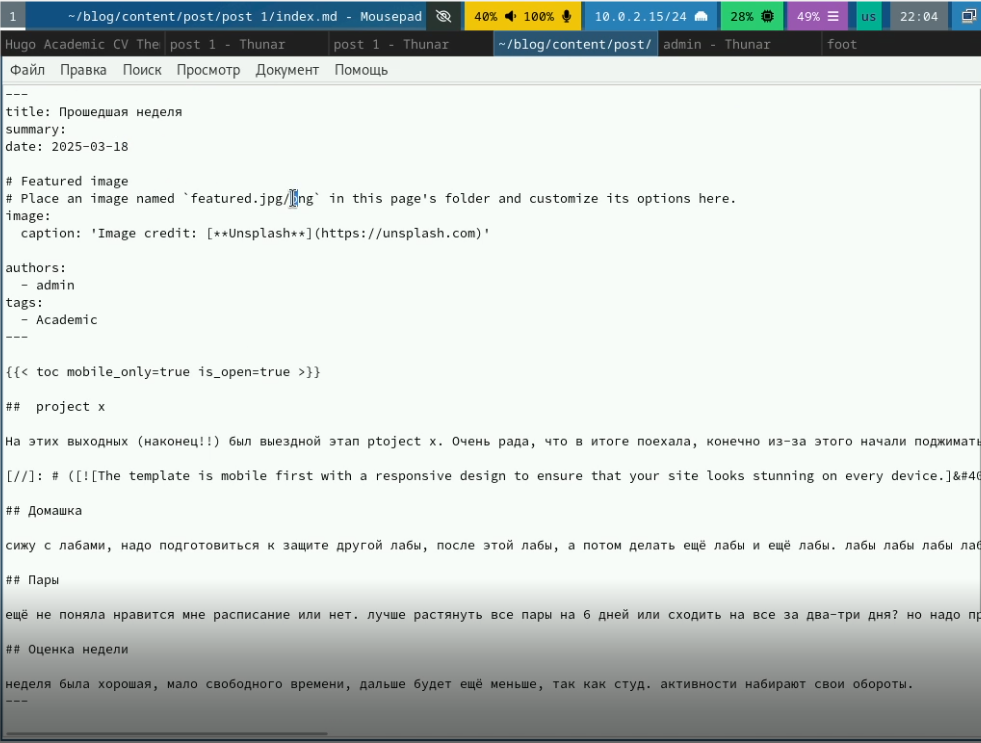 1 ~/blog/content/post/post 1/index.md - Mousepad 40% 100% 10.0.2.15/24 28% 49% us 22:04
Hugo Academic CV The post 1 - Thunar post 1 - Thunar ~/blog/content/post/ admin - Thunar foot
Файл Правка Поиск Просмотр Документ Помощь
---
title: Прошедшая неделя
summary:
date: 2025-03-18
# Featured image
# Place an image named `featured.jpg/png` in this page's folder and customize its options here.
image:
caption: 'Image credit: [**Unsplash**](https://unsplash.com)'
authors:
- admin
tags:
- Academic
---
{{< toc mobile_only=true is_open=true >}}
## project x
На этих выходных (наконец!!) был выездной этап ptoject x. Очень рада, что в итоге поехала, конечно из-за этого начали поджимать
[//]: # ([![The template is mobile first with a responsive design to ensure that your site looks stunning on every device.]&#40
## Домашка
сижу с лабами, надо подготовиться к защите другой лабы, после этой лабы, а потом делать ещё лабы и ещё лабы. лабы лабы лабы лаб
## Пары
ещё не поняла нравится мне расписание или нет. лучше растянуть все пары на 6 дней или сходить на все за два-три дня? но надо пр
## Оценка недели
неделя была хорошая, мало свободного времени, дальше будет ещё меньше, так как студ. активности набирают свои обороты.
---